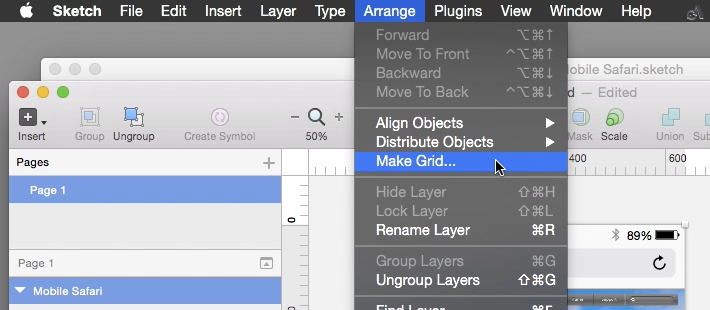 Sketch File Edit Insert Layer Type Arrange Plugins View Window Help
Forward ⌥⌘↑
Move To Front ^⌥⌘↑
Backward ⌥⌘↓
Move To Back ^⌥⌘↓
Align Objects ▶
Distribute Objects ▶
Make Grid...
Hide Layer ⇧⌘H
Lock Layer ⇧⌘L
Rename Layer ⌘R
Group Layers ⌘G
Ungroup Layers ⇧⌘G
Find Layer ⌘F
obile Safari.sketch
d — Edited
Insert Group Ungroup Create Symbol 50% Mask Scale Union Sub
Pages +
Page 1
Page 1
Mobile Safari
400 600
0
89%